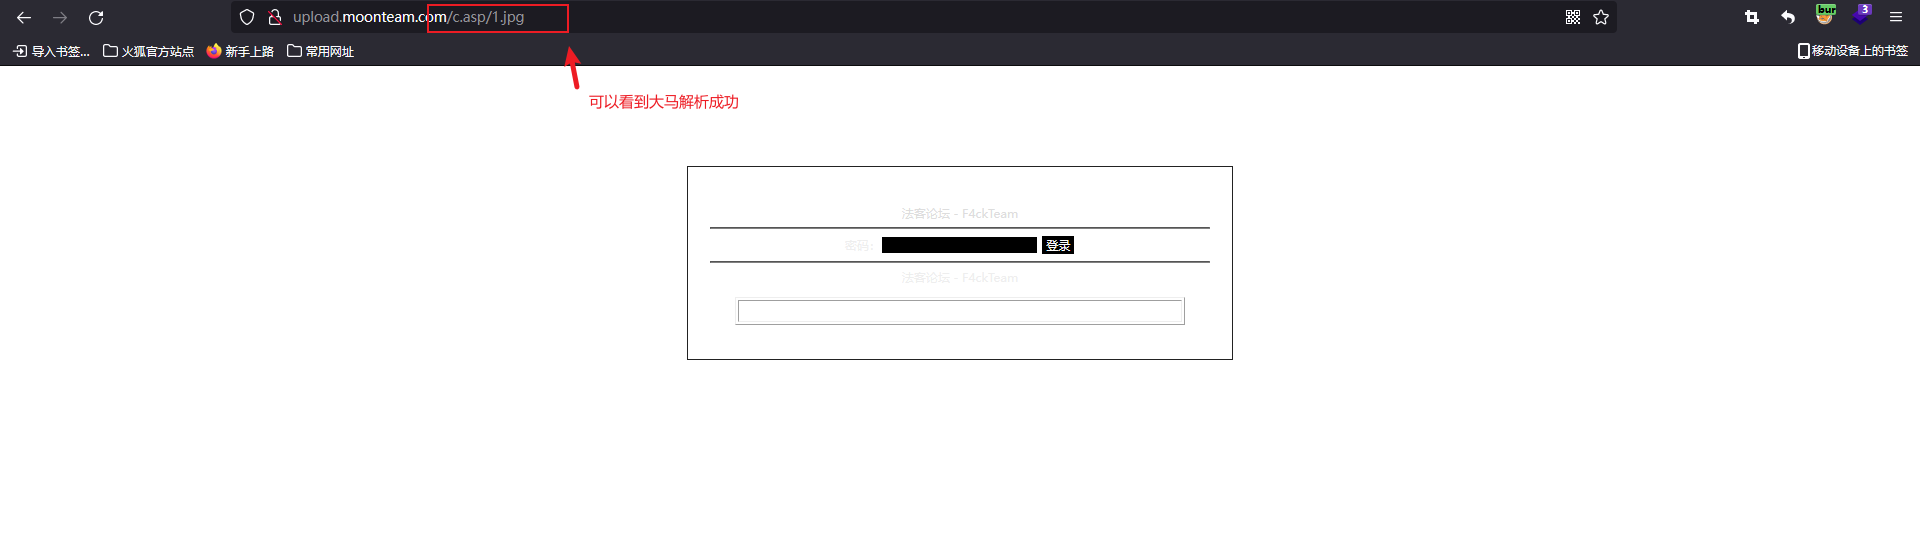 upload.moonteam.com/c.asp/1.jpg
bur
3
导入书签... 火狐官方站点 新手上路 常用网址 移动设备上的书签
可以看到大马解析成功
法客论坛 - F4ckTeam
密码: 登录
法客论坛 - F4ckTeam